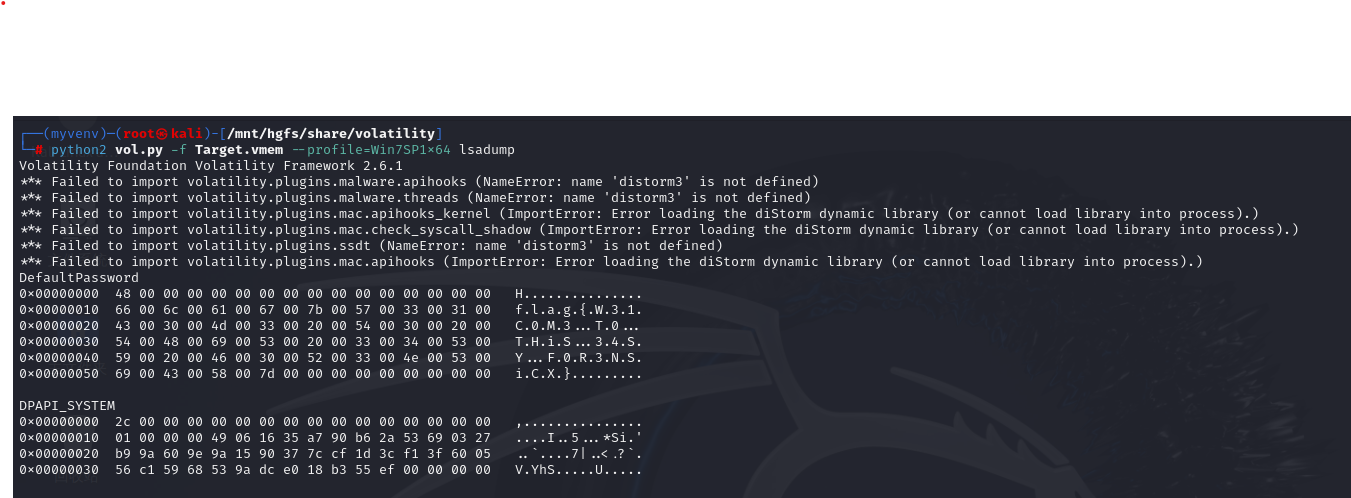 ┌──(myvenv)─(root㉿kali)-[/mnt/hgfs/share/volatility]
└─# python2 vol.py -f Target.vmem --profile=Win7SP1×64 lsadump
Volatility Foundation Volatility Framework 2.6.1
*** Failed to import volatility.plugins.malware.apihooks (NameError: name 'distorm3' is not defined)
*** Failed to import volatility.plugins.malware.threads (NameError: name 'distorm3' is not defined)
*** Failed to import volatility.plugins.mac.apihooks_kernel (ImportError: Error loading the diStorm dynamic library (or cannot load library into process).)
*** Failed to import volatility.plugins.mac.check_syscall_shadow (ImportError: Error loading the diStorm dynamic library (or cannot load library into process).)
*** Failed to import volatility.plugins.ssdt (NameError: name 'distorm3' is not defined)
*** Failed to import volatility.plugins.mac.apihooks (ImportError: Error loading the diStorm dynamic library (or cannot load library into process).)
DefaultPassword
0×00000000  48 00 00 00 00 00 00 00 00 00 00 00 00 00 00 00   H...............
0×00000010  66 00 6c 00 61 00 67 00 7b 00 57 00 33 00 31 00   f.l.a.g.{.W.3.1.
0×00000020  43 00 30 00 4d 00 33 00 20 00 54 00 30 00 20 00   C.0.M.3...T.0...
0×00000030  54 00 48 00 69 00 53 00 20 00 33 00 34 00 53 00   T.H.i.S...3.4.S.
0×00000040  59 00 20 00 46 00 30 00 52 00 33 00 4e 00 53 00   Y...F.0.R.3.N.S.
0×00000050  69 00 43 00 58 00 7d 00 00 00 00 00 00 00 00 00   i.C.X.}.........
DPAPI_SYSTEM
0×00000000  2c 00 00 00 00 00 00 00 00 00 00 00 00 00 00 00   ,...............
0×00000010  01 00 00 00 49 06 16 35 a7 90 b6 2a 53 69 03 27   ....I..5...*Si.'
0×00000020  b9 9a 60 9e 9a 15 90 37 7c cf 1d 3c f1 3f 60 05   ..`....7|..<.?`.
0×00000030  56 c1 59 68 53 9a dc e0 18 b3 55 ef 00 00 00 00   V.YhS.....U.....